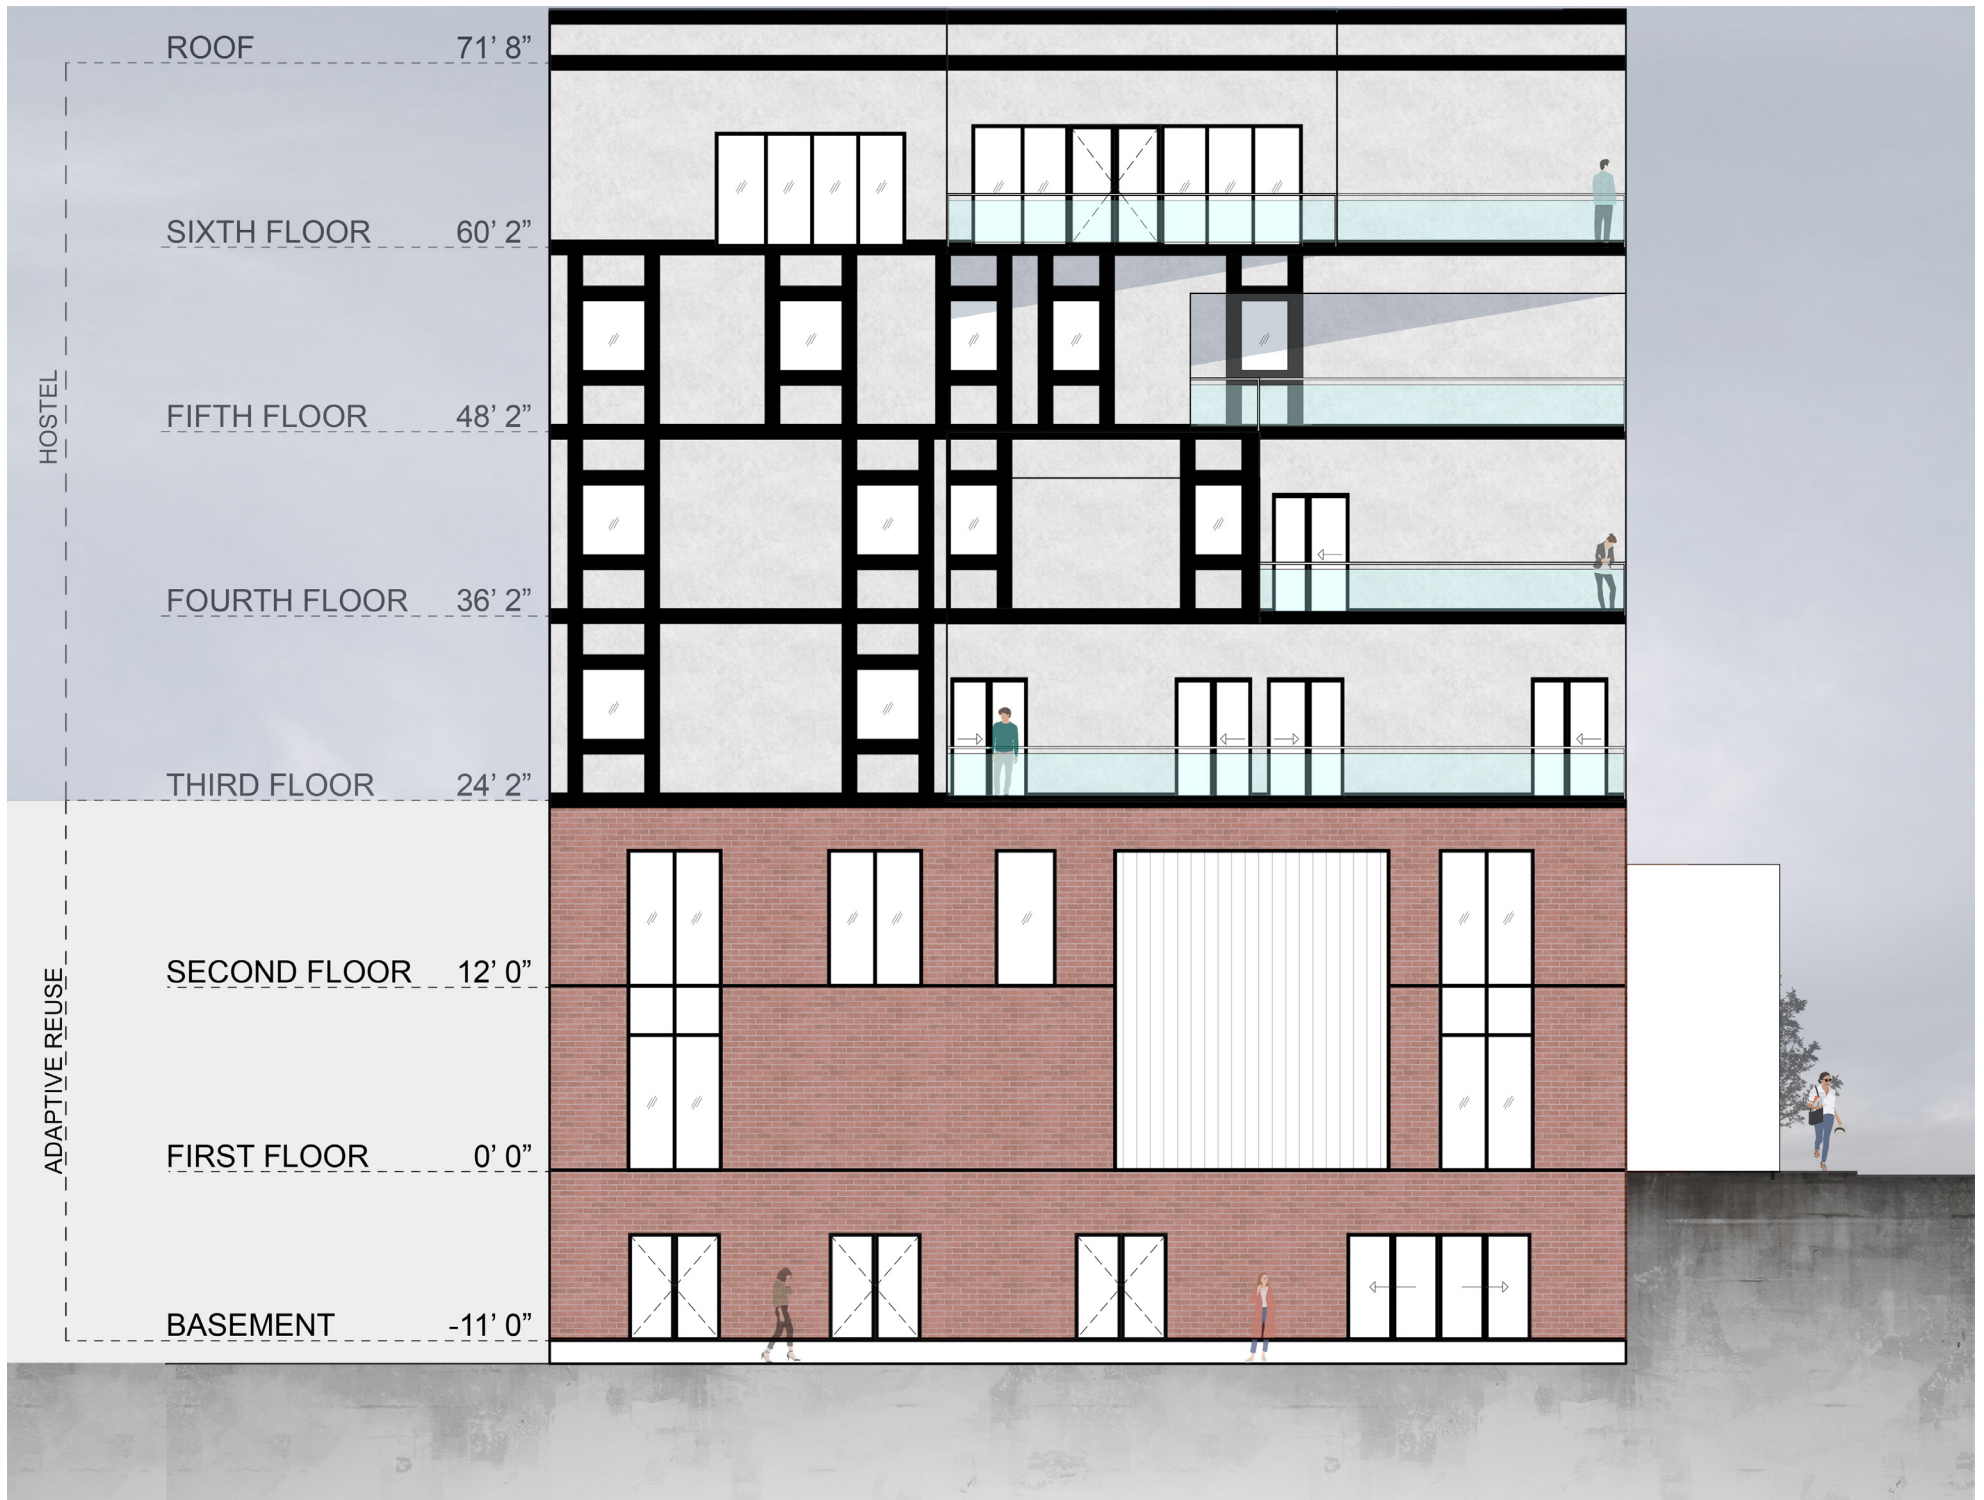 ROOF 71’ 8”
SIXTH FLOOR 60’ 2”
HOSTEL
FIFTH FLOOR 48’ 2”
FOURTH FLOOR 36’ 2”
THIRD FLOOR 24’ 2”
SECOND FLOOR 12’ 0”
ADAPTIVE REUSE
FIRST FLOOR 0’ 0”
BASEMENT -11’ 0”